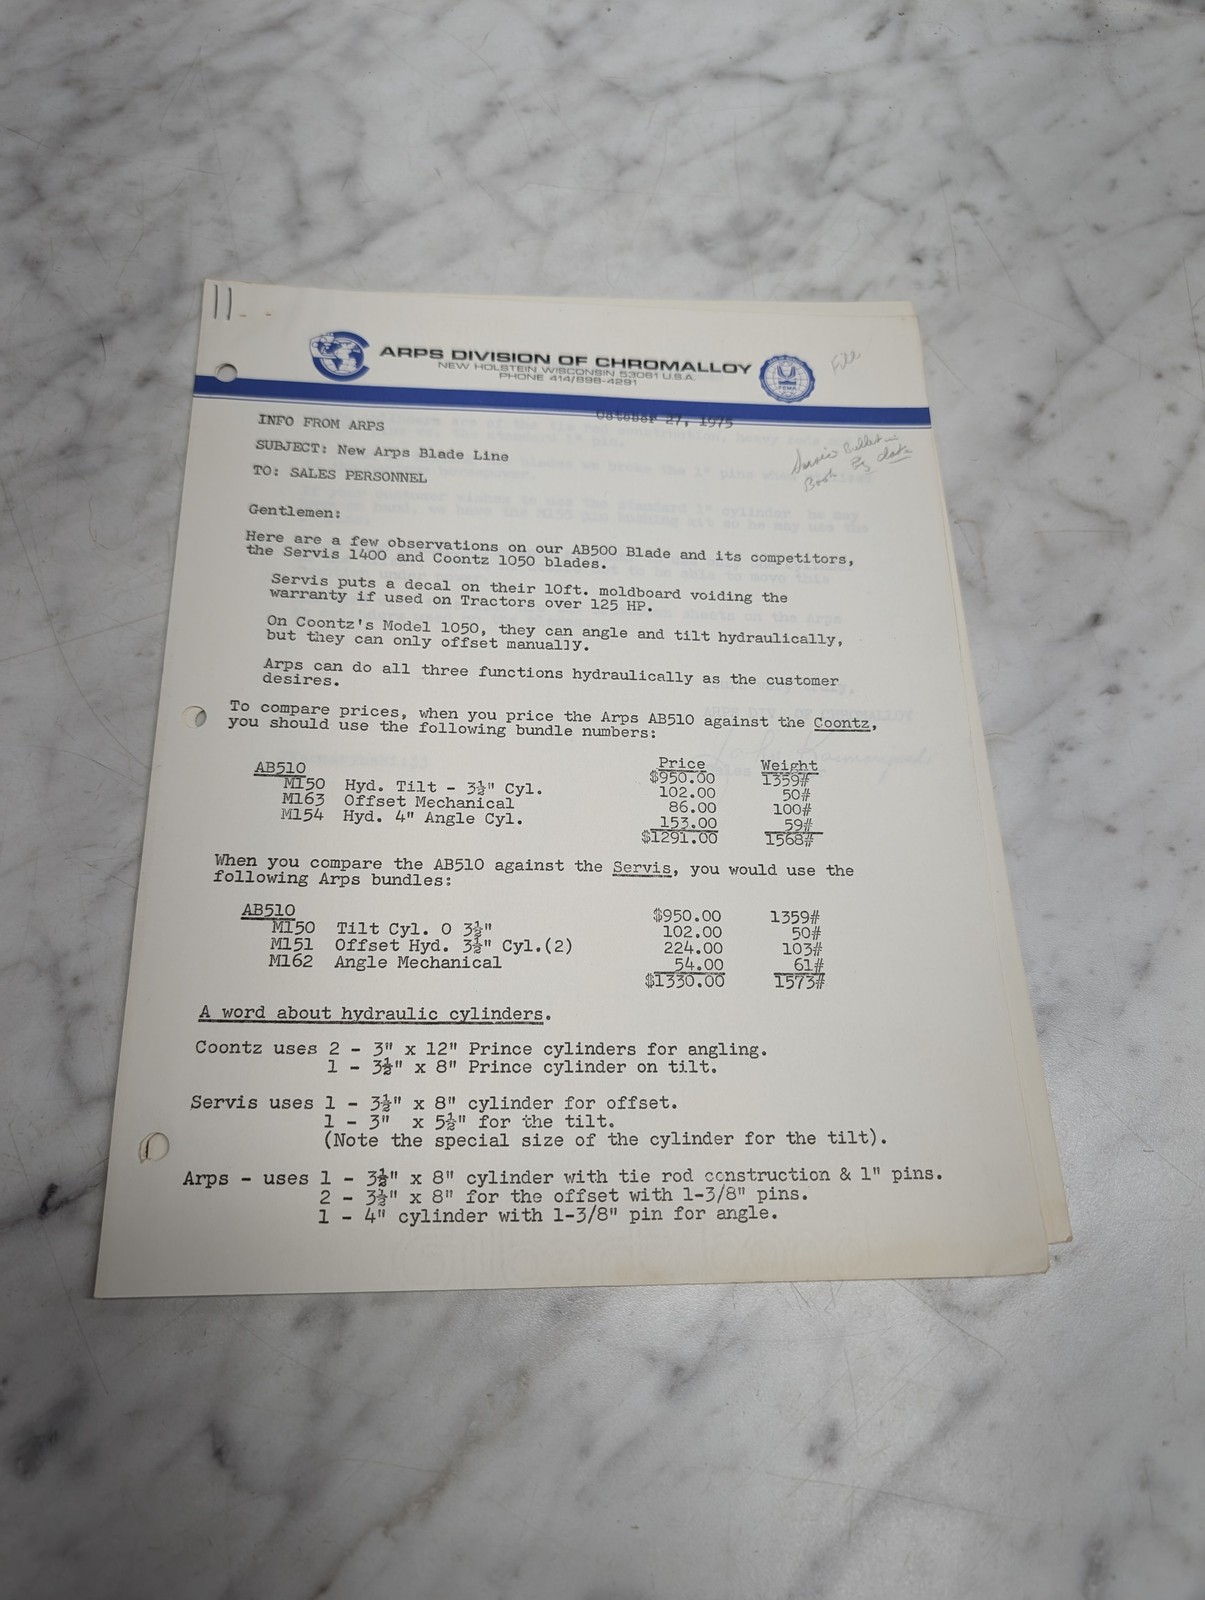 ARPS DIVISION OF CHROMALLOY
NEW HOLSTEIN WISCONSIN 53061 U.S.A.
PHONE 414/898-4291
File
October 27, 1975
INFO FROM ARPS
SUBJECT: New Arps Blade Line
TO: SALES PERSONNEL
Book by date
Gentlemen:
Here are a few observations on our AB500 Blade and its competitors,
the Servis 1400 and Coontz 1050 blades.
Servis puts a decal on their 10ft. moldboard voiding the
warranty if used on Tractors over 125 HP.
On Coontz's Model 1050, they can angle and tilt hydraulically,
but they can only offset manually.
Arps can do all three functions hydraulically as the customer
desires.
To compare prices, when you price the Arps AB510 against the Coontz,
you should use the following bundle numbers:
Price Weight
AB510 $950.00 1359#
M150 Hyd. Tilt - 3½" Cyl. 102.00 50#
M163 Offset Mechanical 86.00 100#
M154 Hyd. 4" Angle Cyl. 153.00 59#
$1291.00 1568#
When you compare the AB510 against the Servis, you would use the
following Arps bundles:
AB510 $950.00 1359#
M150 Tilt Cyl. O 3½" 102.00 50#
M151 Offset Hyd. 3½" Cyl.(2) 224.00 103#
M162 Angle Mechanical 54.00 61#
$1330.00 1573#
A word about hydraulic cylinders.
Coontz uses 2 - 3" x 12" Prince cylinders for angling.
1 - 3½" x 8" Prince cylinder on tilt.
Servis uses 1 - 3½" x 8" cylinder for offset.
1 - 3" x 5½" for the tilt.
(Note the special size of the cylinder for the tilt).
Arps - uses 1 - 3½" x 8" cylinder with tie rod construction & 1" pins.
2 - 3½" x 8" for the offset with 1-3/8" pins.
1 - 4" cylinder with 1-3/8" pin for angle.